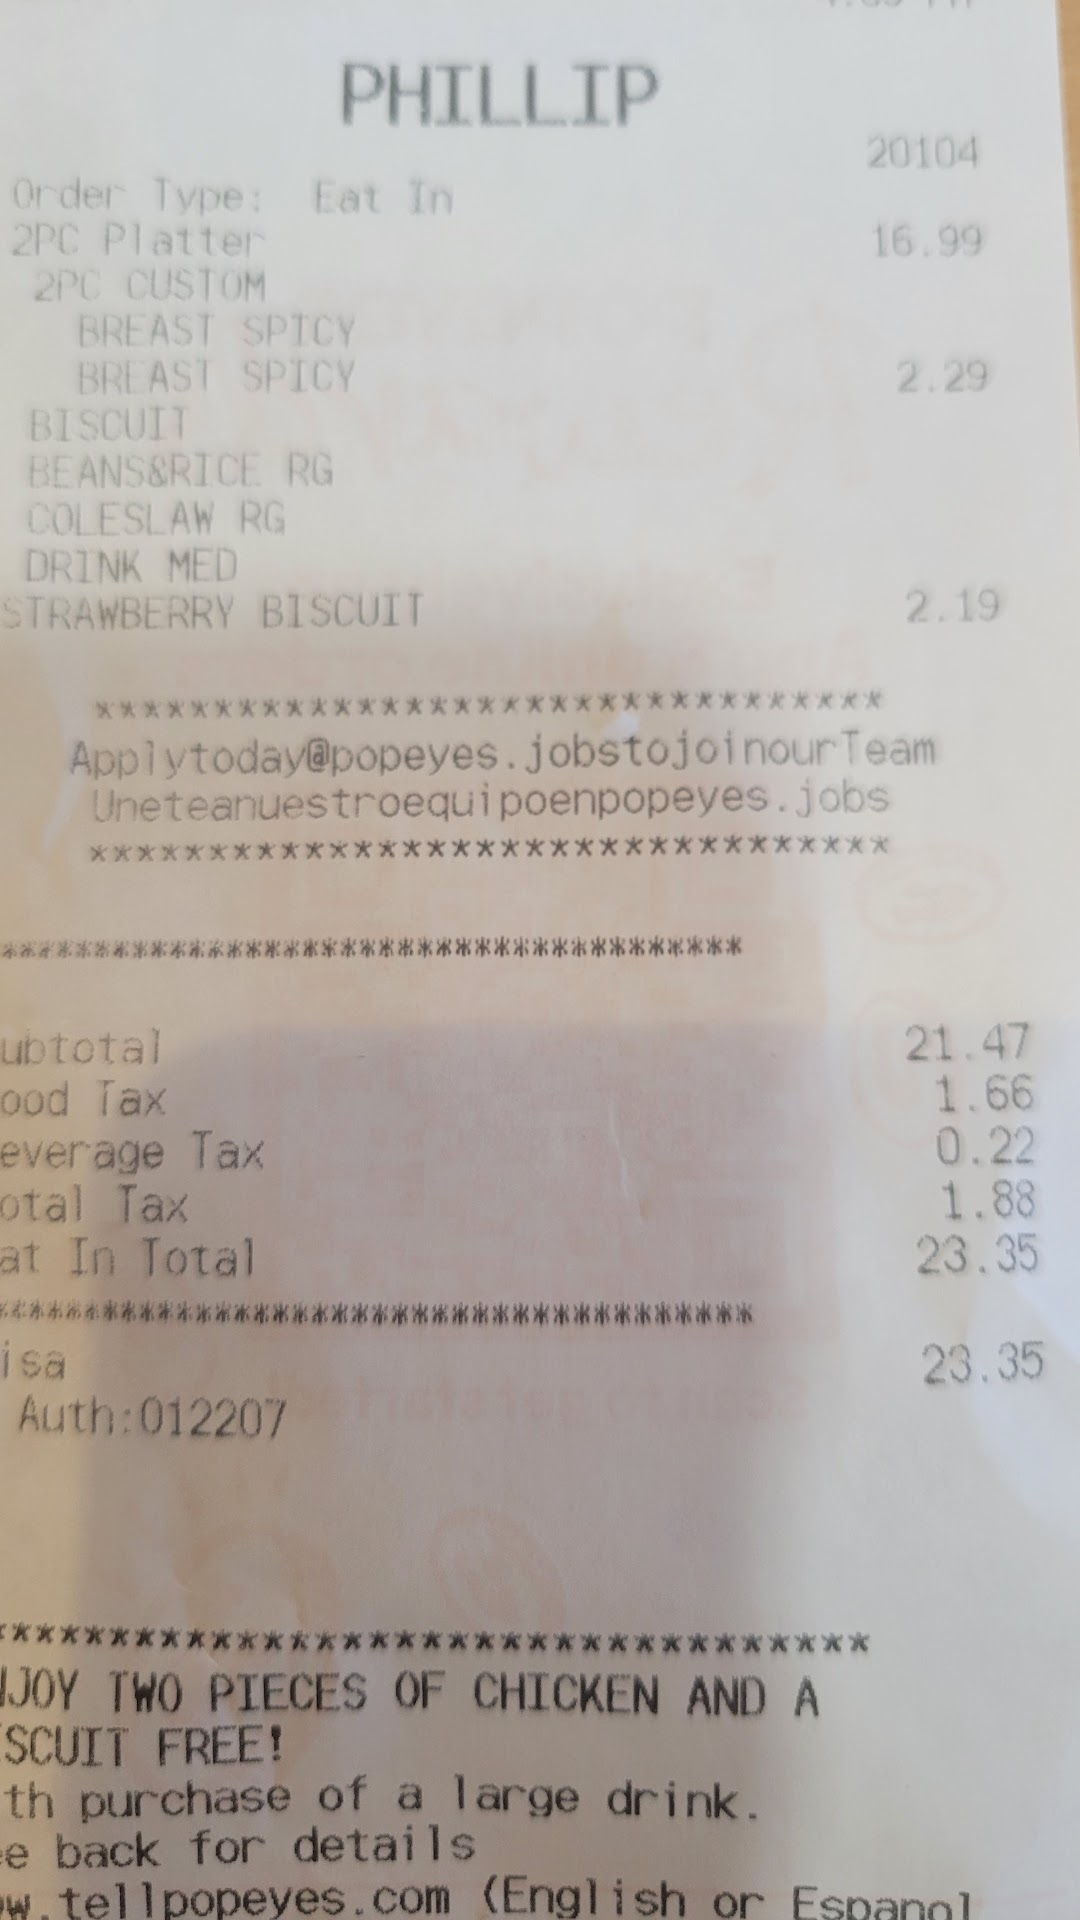 PHILLIP
20104
Order Type: Eat In
2PC Platter 16.99
2PC CUSTOM
BREAST SPICY
BREAST SPICY 2.29
BISCUIT
BEANS&RICE RG
COLESLAW RG
DRINK MED
STRAWBERRY BISCUIT 2.19
*********************************
Applytoday@popeyes.jobstojoinourTeam
Uneteanuestroequipoenpopeyes.jobs
*********************************
***************************************
ubtotal 21.47
ood Tax 1.66
everage Tax 0.22
otal Tax 1.88
at In Total 23.35
***************************************
isa 23.35
Auth:012207
**********************************
NJOY TWO PIECES OF CHICKEN AND A
SCUIT FREE!
th purchase of a large drink.
e back for details
w.tellpopeyes.com (English or Espanol